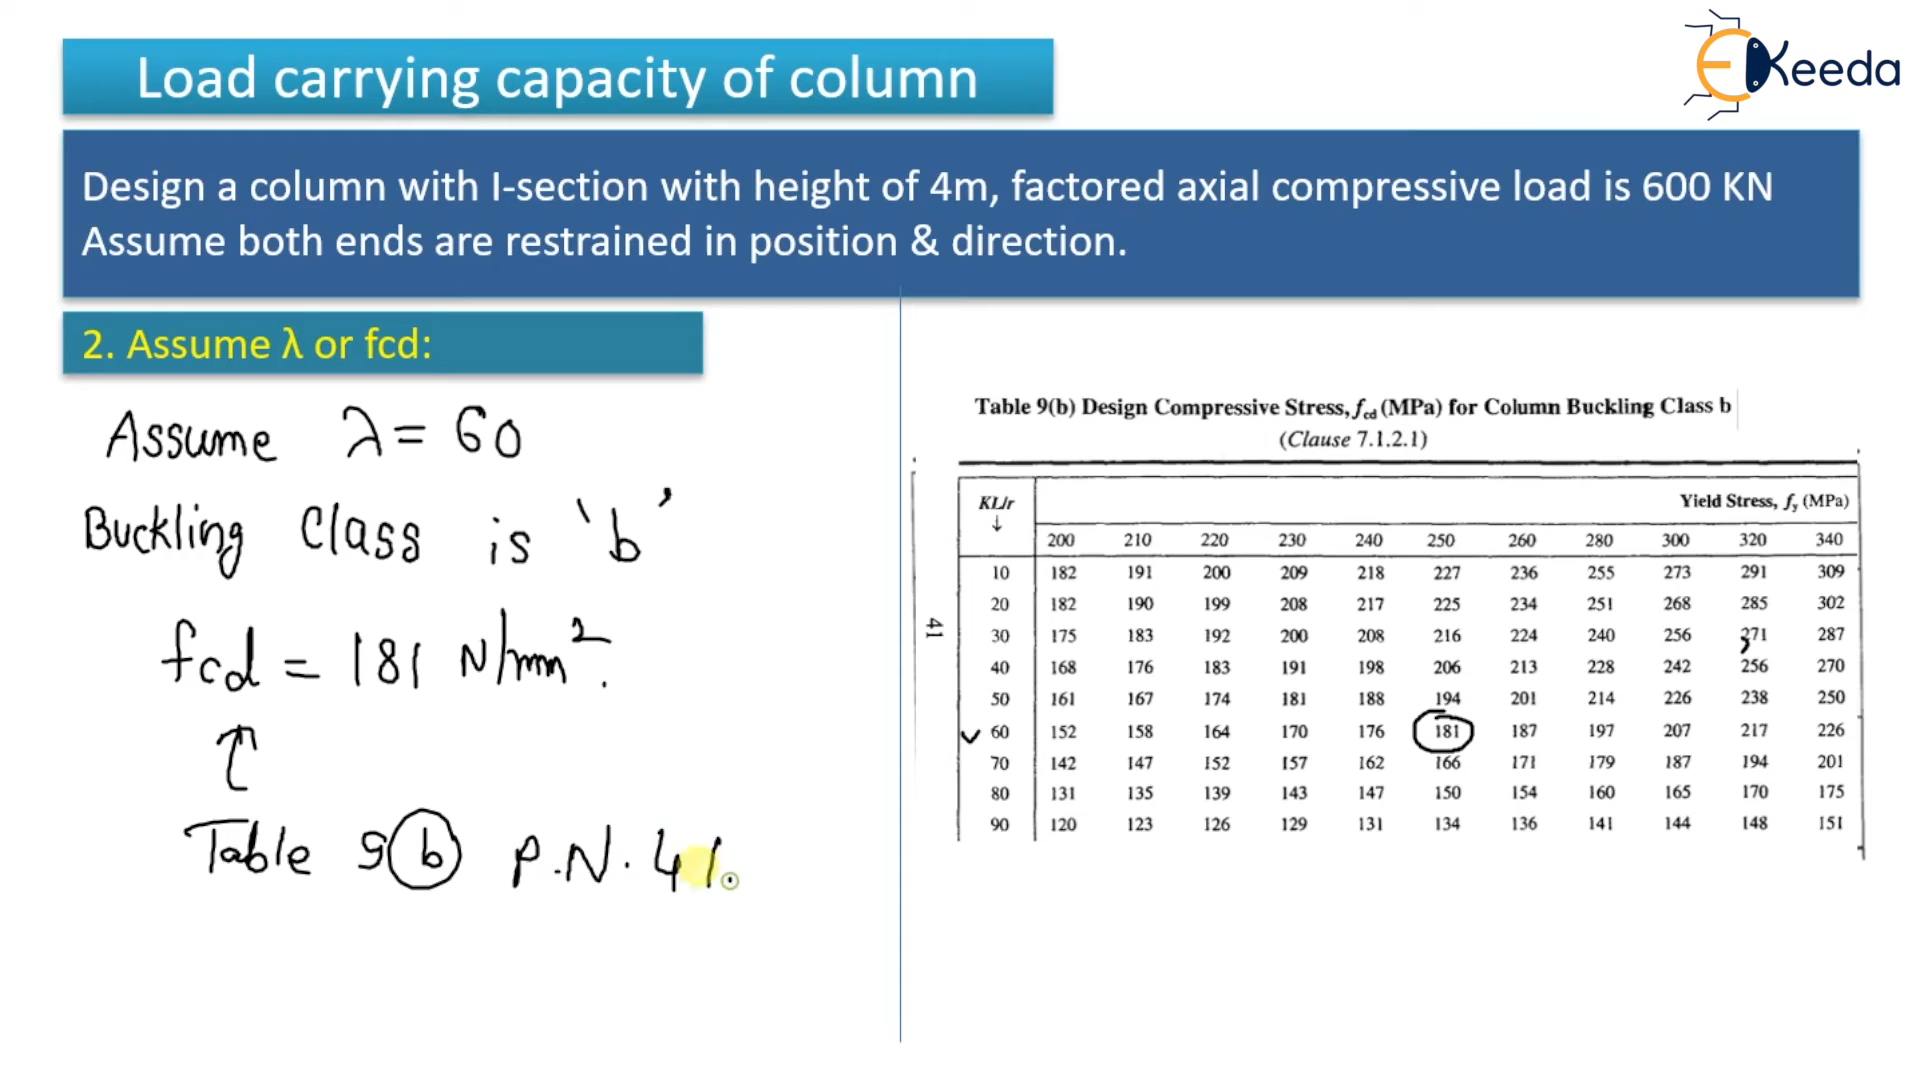 Load carrying capacity of column
EKeeda
Design a column with I-section with height of 4m, factored axial compressive load is 600 KN
Assume both ends are restrained in position & direction.
2. Assume λ or fcd:
Assume λ = 60
Buckling Class is 'b'
fcd = 181 N/mm².
Table 9(b) P.N. 41.
Table 9(b) Design Compressive Stress, fcd (MPa) for Column Buckling Class b
(Clause 7.1.2.1)
KL/r ↓ Yield Stress, fy (MPa)
200 210 220 230 240 250 260 280 300 320 340
10 182 191 200 209 218 227 236 255 273 291 309
20 182 190 199 208 217 225 234 251 268 285 302
30 175 183 192 200 208 216 224 240 256 271 287
40 168 176 183 191 198 206 213 228 242 256 270
50 161 167 174 181 188 194 201 214 226 238 250
60 152 158 164 170 176 181 187 197 207 217 226
70 142 147 152 157 162 166 171 179 187 194 201
80 131 135 139 143 147 150 154 160 165 170 175
90 120 123 126 129 131 134 136 141 144 148 151
41